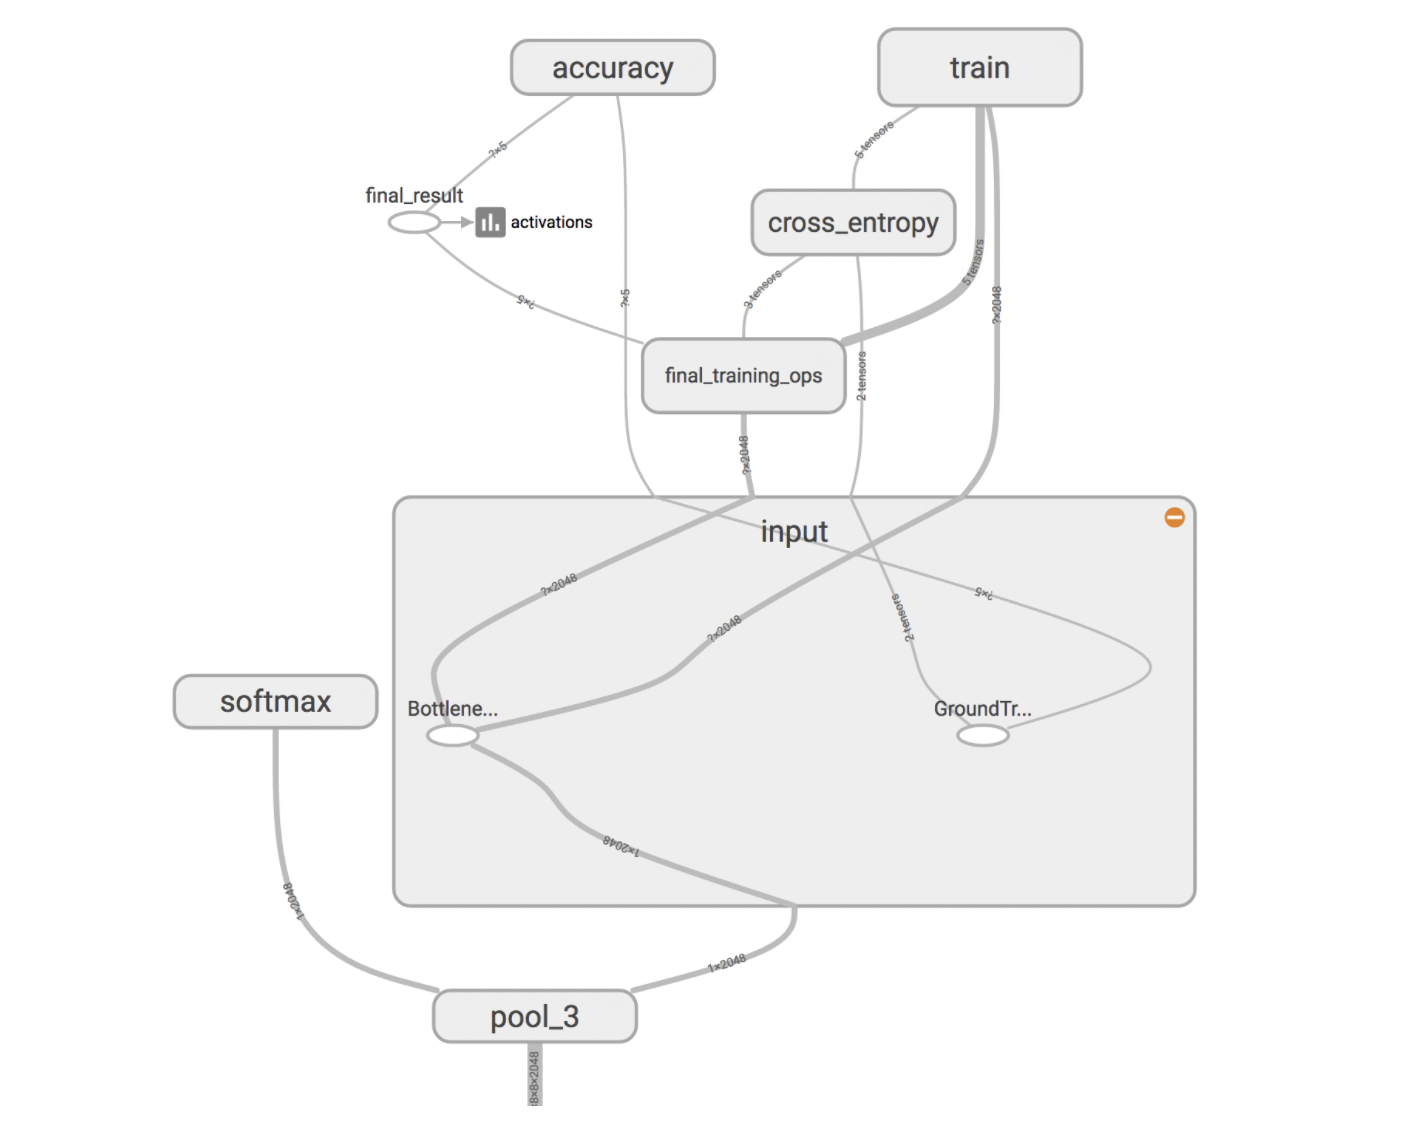 accuracy
train
5 tensors
?×5
final_result
activations
cross_entropy
?×5
?×5
3 tensors
5 tensors
?×2048
final_training_ops
2 tensors
?×2048
input
?×2048
?×5
2 tensors
?×2048
softmax
Bottlene...
GroundTr...
1×2048
1×2048
1×2048
pool_3
8×8×2048